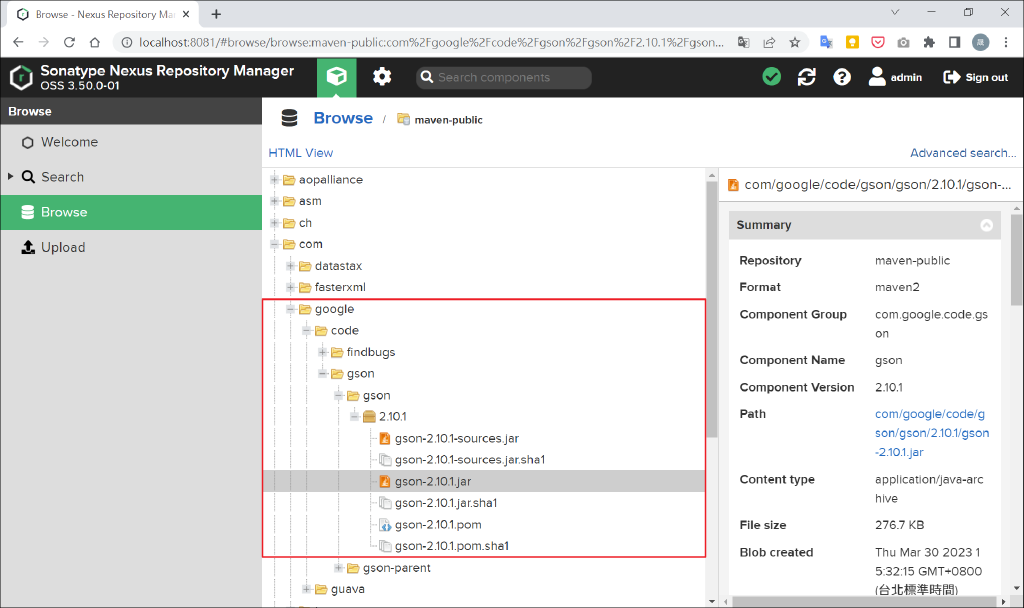 Browse - Nexus Repository Ma
localhost:8081/#browse/browse:maven-public:com%2Fgoogle%2Fcode%2Fgson%2Fgson%2F2.10.1%2Fgson...
Sonatype Nexus Repository Manager
OSS 3.50.0-01
Search components
admin
Sign out
Browse
Welcome
Search
Browse
Upload
Browse / maven-public
HTML View
Advanced search...
aopalliance
asm
ch
com
datastax
fasterxml
google
code
findbugs
gson
gson
2.10.1
gson-2.10.1-sources.jar
gson-2.10.1-sources.jar.sha1
gson-2.10.1.jar
gson-2.10.1.jar.sha1
gson-2.10.1.pom
gson-2.10.1.pom.sha1
gson-parent
guava
com/google/code/gson/gson/2.10.1/gson-...
Summary
Repository maven-public
Format maven2
Component Group com.google.code.gs
on
Component Name gson
Component Version 2.10.1
Path com/google/code/g
son/gson/2.10.1/gson
-2.10.1.jar
Content type application/java-arc
hive
File size 276.7 KB
Blob created Thu Mar 30 2023 1
5:32:15 GMT+0800
(台北標準時間)